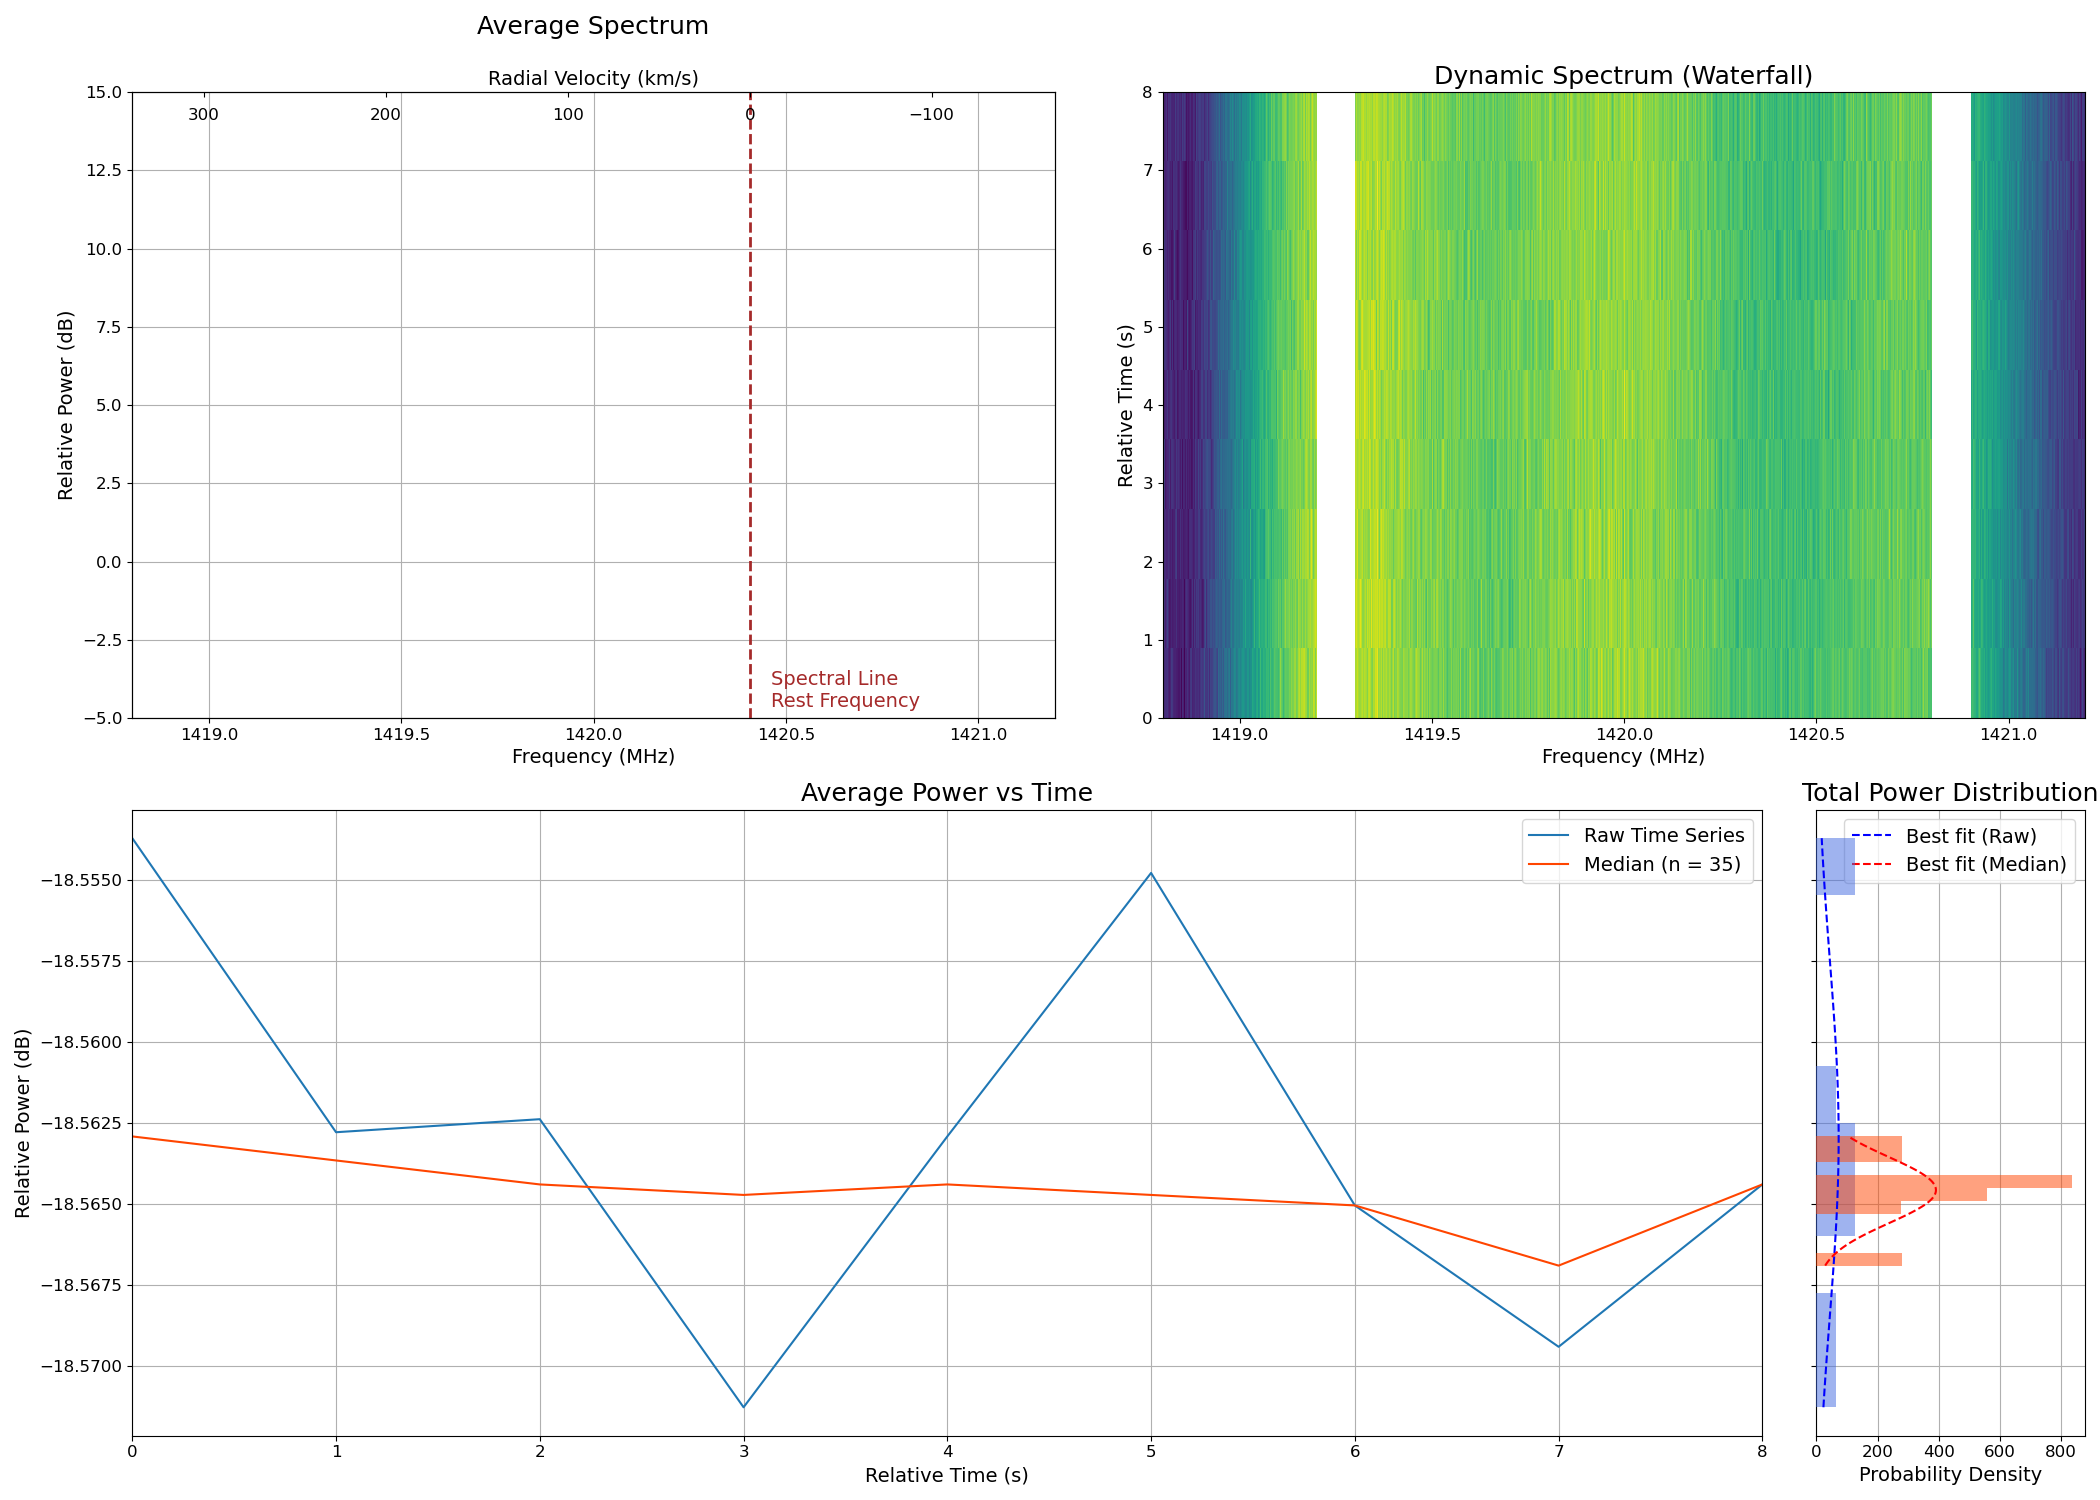 Average Spectrum
Radial Velocity (km/s)
300 200 100 0 −100
15.0
12.5
10.0
7.5
5.0
2.5
0.0
−2.5
−5.0
Relative Power (dB)
Spectral Line
Rest Frequency
1419.0 1419.5 1420.0 1420.5 1421.0
Frequency (MHz)
Dynamic Spectrum (Waterfall)
8
7
6
5
4
3
2
1
0
Relative Time (s)
1419.0 1419.5 1420.0 1420.5 1421.0
Frequency (MHz)
Average Power vs Time
Raw Time Series
Median (n = 35)
−18.5550
−18.5575
−18.5600
−18.5625
−18.5650
−18.5675
−18.5700
Relative Power (dB)
0 1 2 3 4 5 6 7 8
Relative Time (s)
Total Power Distribution
Best fit (Raw)
Best fit (Median)
0 200 400 600 800
Probability Density